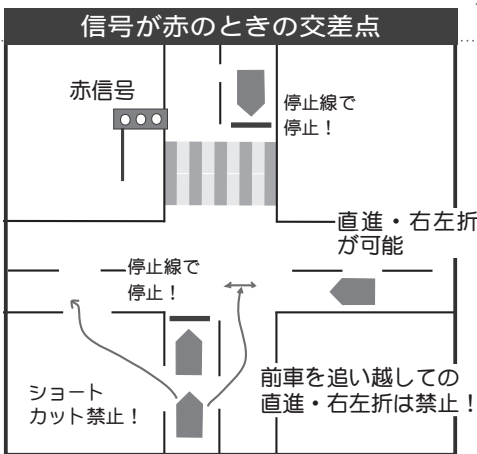 信号が赤のときの交差点
赤信号
停止線で
停止！
直進・右左折
が可能
停止線で
停止！
ショート
カット禁止！
前車を追い越しての
直進・右左折は禁止！